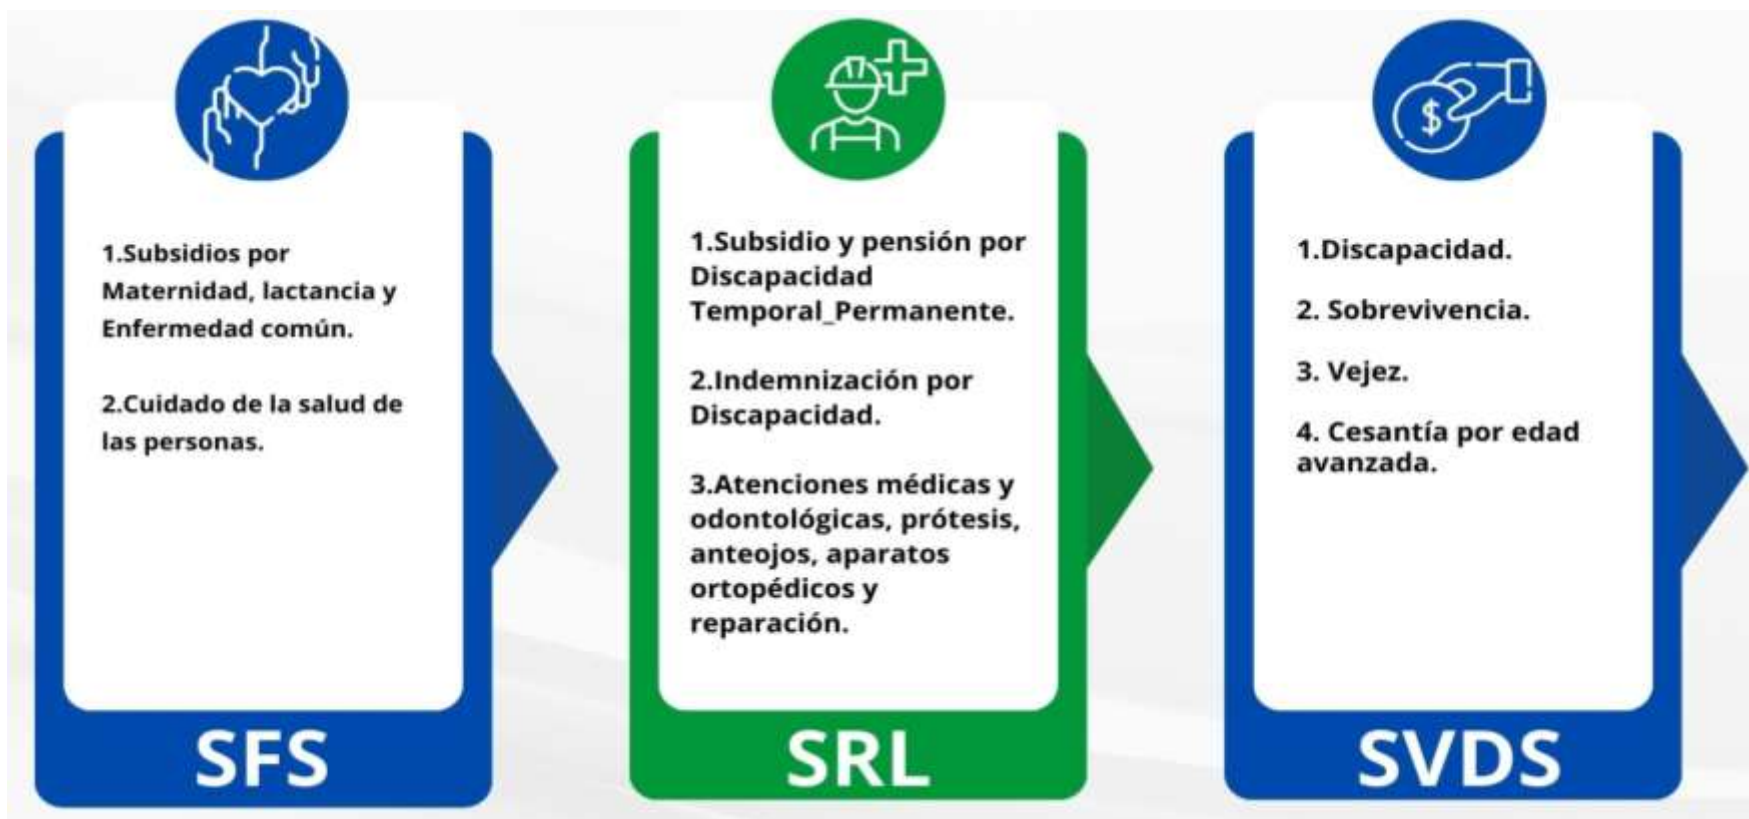 1.Subsidios por
Maternidad, lactancia y
Enfermedad común.
2.Cuidado de la salud de
las personas.
SFS
1.Subsidio y pensión por
Discapacidad
Temporal_Permanente.
2.Indemnización por
Discapacidad.
3.Atenciones médicas y
odontológicas, prótesis,
anteojos, aparatos
ortopédicos y
reparación.
SRL
$
1.Discapacidad.
2. Sobrevivencia.
3. Vejez.
4. Cesantía por edad
avanzada.
SVDS